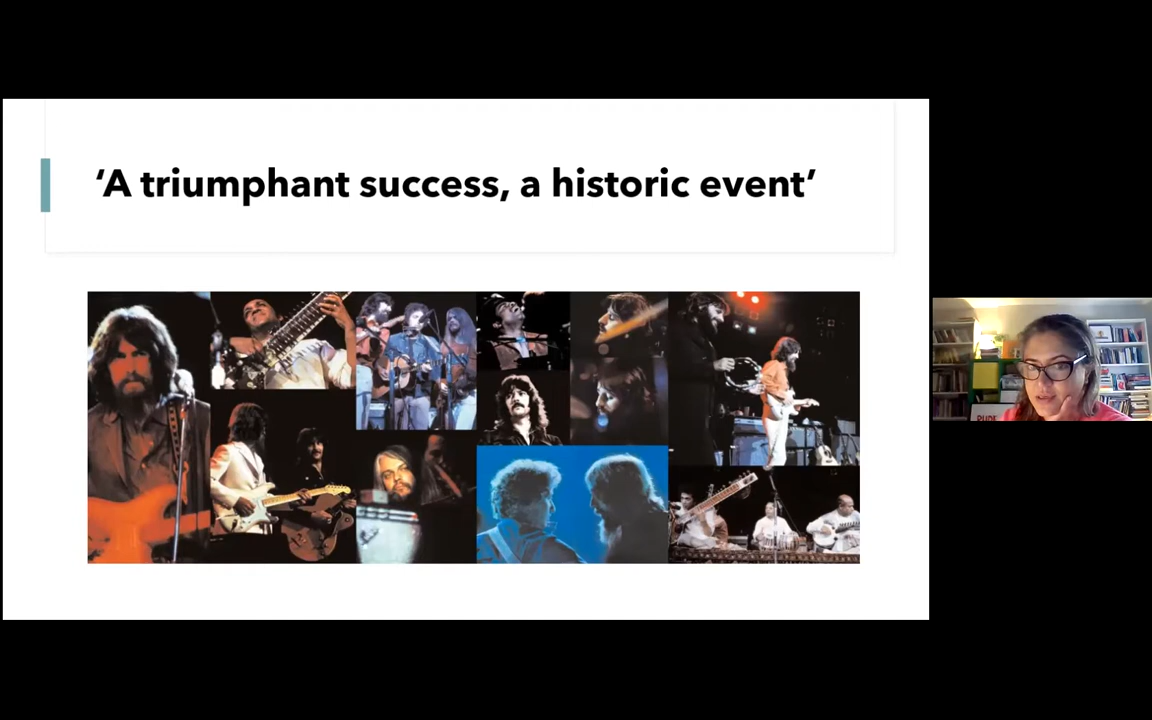 ‘A triumphant success, a historic event’